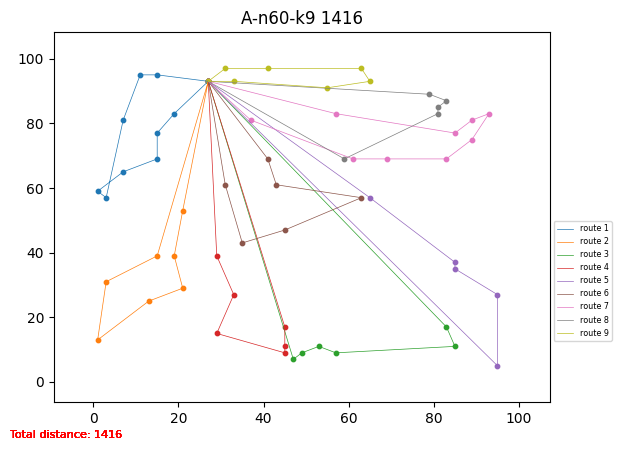 A-n60-k9 1416
100
80
60
40
20
0
0 20 40 60 80 100
route 1
route 2
route 3
route 4
route 5
route 6
route 7
route 8
route 9
Total distance: 1416